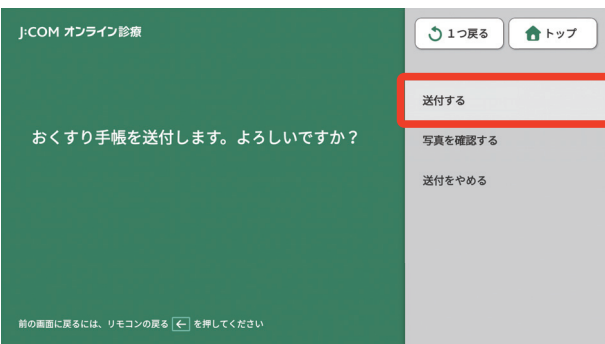 J:COM オンライン診療
おくすり手帳を送付します。よろしいですか？
前の画面に戻るには、リモコンの戻る ← を押してください
1つ戻る
トップ
送付する
写真を確認する
送付をやめる